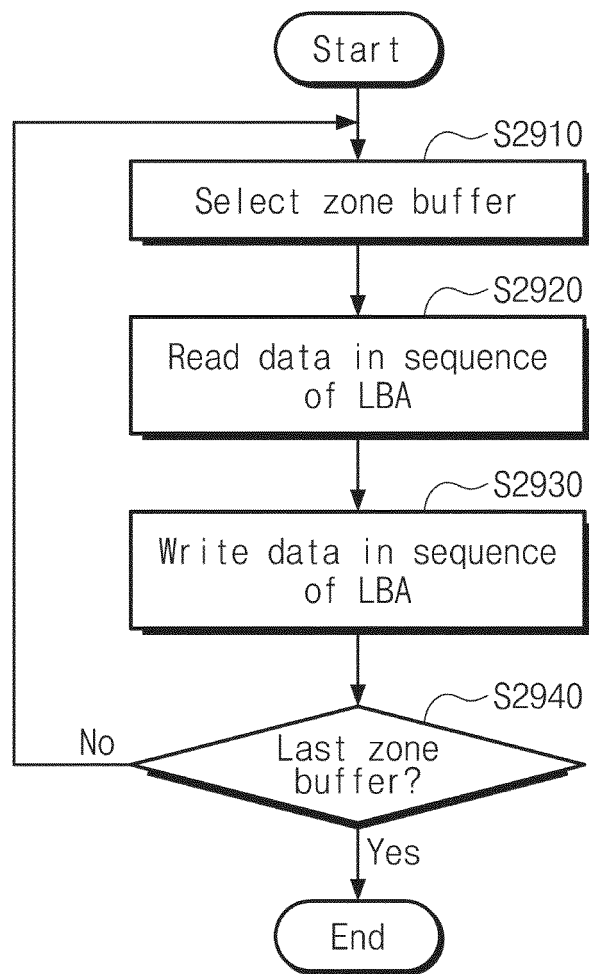 Start
S2910
Select zone buffer
S2920
Read data in sequence
of LBA
S2930
Write data in sequence
of LBA
S2940
No
Last zone
buffer?
Yes
End